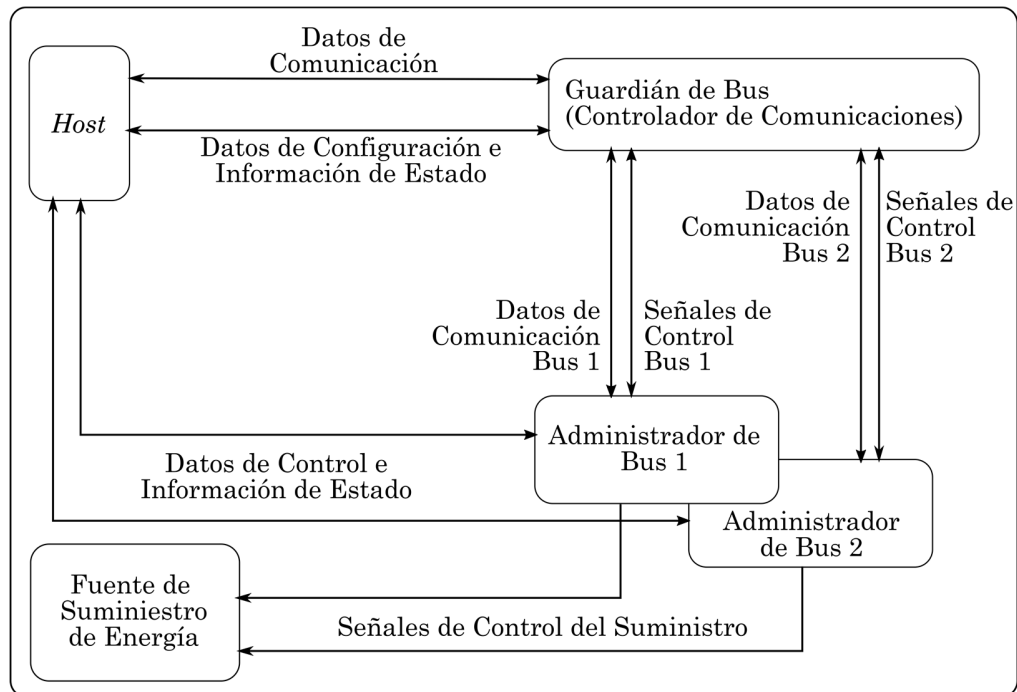 Datos de
Comunicación
Host
Guardián de Bus
(Controlador de Comunicaciones)
Datos de Configuración e
Información de Estado
Datos de
Comunicación
Bus 2
Señales de
Control
Bus 2
Datos de
Comunicación
Bus 1
Señales de
Control
Bus 1
Administrador de
Bus 1
Datos de Control e
Información de Estado
Administrador
de Bus 2
Fuente de
Suminiestro
de Energía
Señales de Control del Suministro